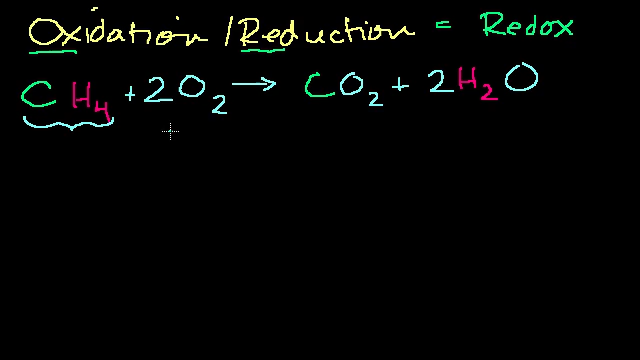 Oxidation / Reduction = Redox
CH₄ + 2O₂ → CO₂ + 2H₂O